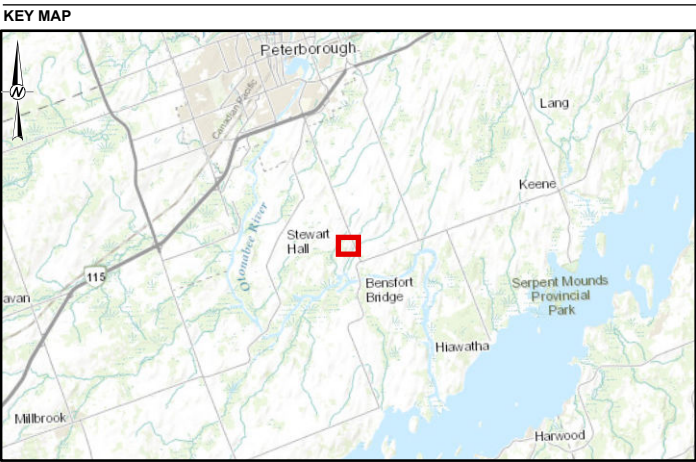 KEY MAP
N
Peterborough
Canadian Pacific
Lang
Keene
Otonabee River
Stewart
Hall
115
Bensfort
Bridge
Serpent Mounds
Provincial
Park
avan
Hiawatha
Millbrook
Harwood